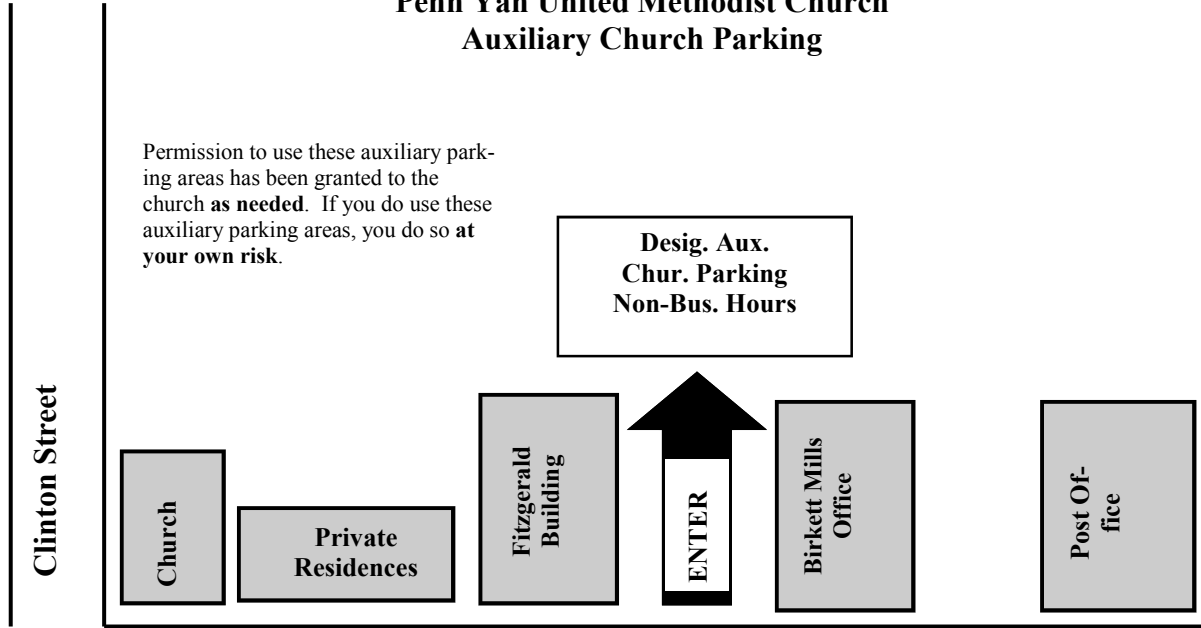 Penn Yan United Methodist Church
Auxiliary Church Parking
Permission to use these auxiliary park-
ing areas has been granted to the
church as needed.  If you do use these
auxiliary parking areas, you do so at
your own risk.
Desig. Aux.
Chur. Parking
Non-Bus. Hours
Clinton Street
Church
Private
Residences
Fitzgerald
Building
ENTER
Birkett Mills
Office
Post Of-
fice